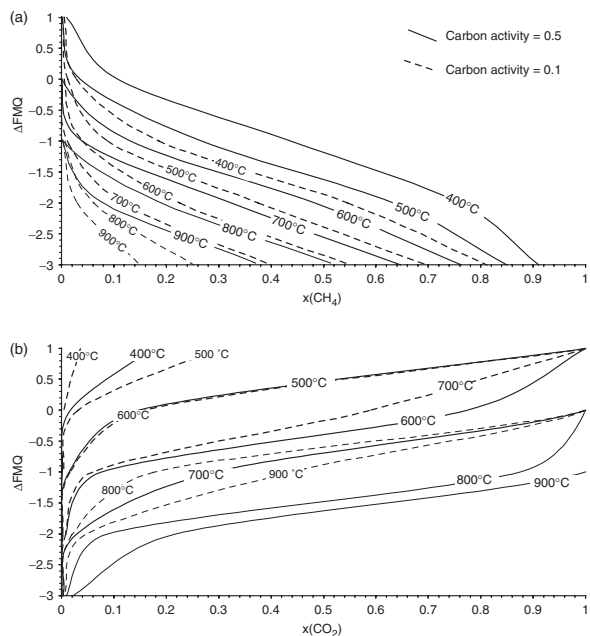 (a)
1
0.5
0
−0.5
−1
−1.5
−2
−2.5
−3
ΔFMQ
Carbon activity = 0.5
Carbon activity = 0.1
400°C
500°C
600°C
700°C
800°C
900°C
400°C
500°C
600°C
700°C
800°C
900°C
0 0.1 0.2 0.3 0.4 0.5 0.6 0.7 0.8 0.9 1
x(CH₄)
(b)
1
0.5
0
−0.5
−1
−1.5
−2
−2.5
−3
ΔFMQ
400°C
400°C
500 °C
500°C
700°C
600°C
600°C
800°C
700°C
900 °C
800°C
900°C
0 0.1 0.2 0.3 0.4 0.5 0.6 0.7 0.8 0.9 1
x(CO₂)